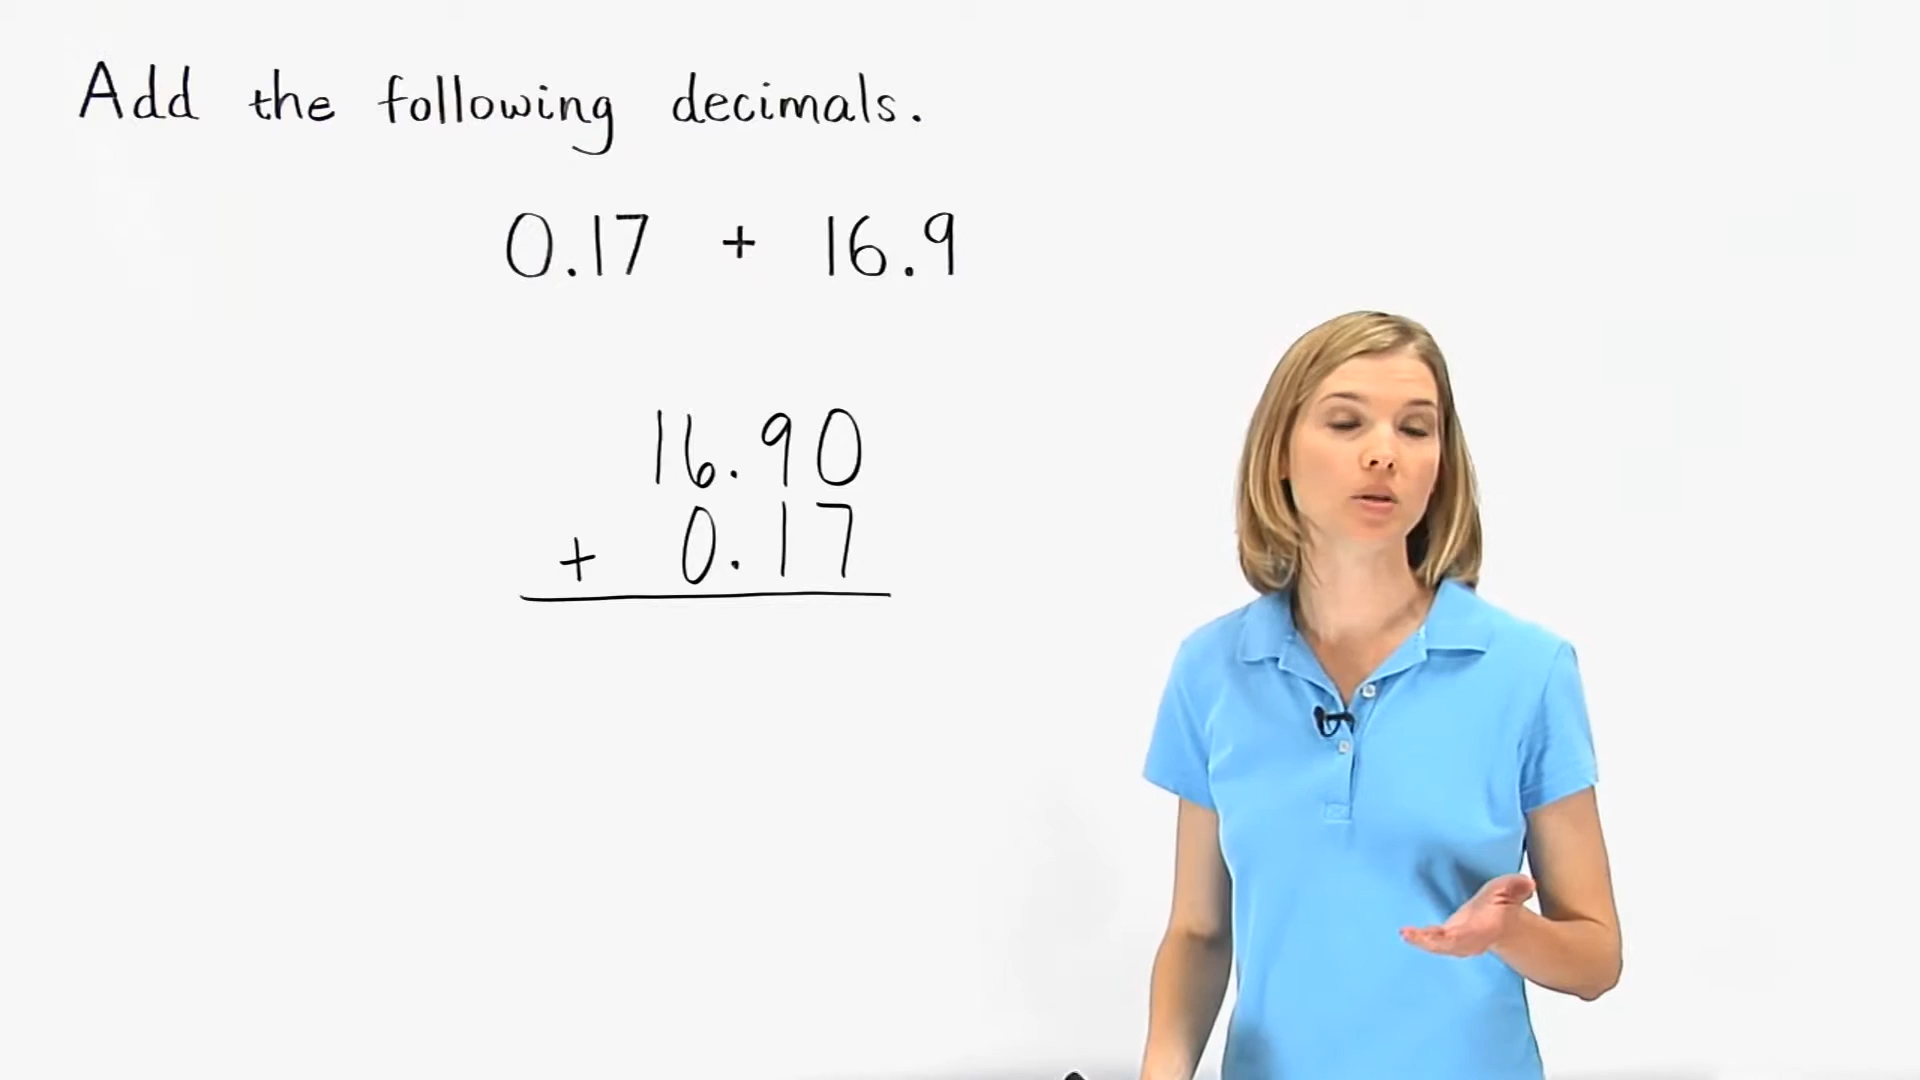 Add the following decimals.
0.17 + 16.9
16.90
+ 0.17